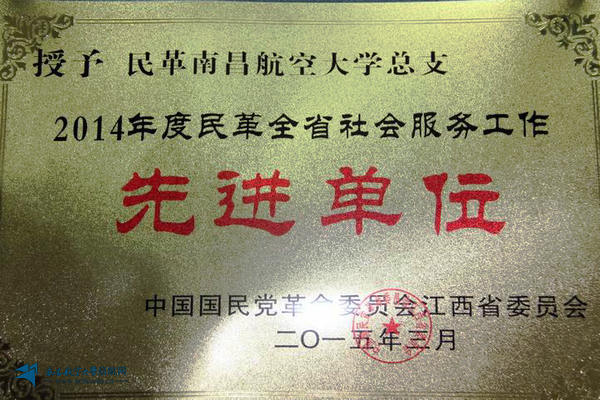 授予 民革南昌航空大学总支
2014年度民革全省社会服务工作
先进单位
中国国民党革命委员会江西省委员会
二〇一五年三月